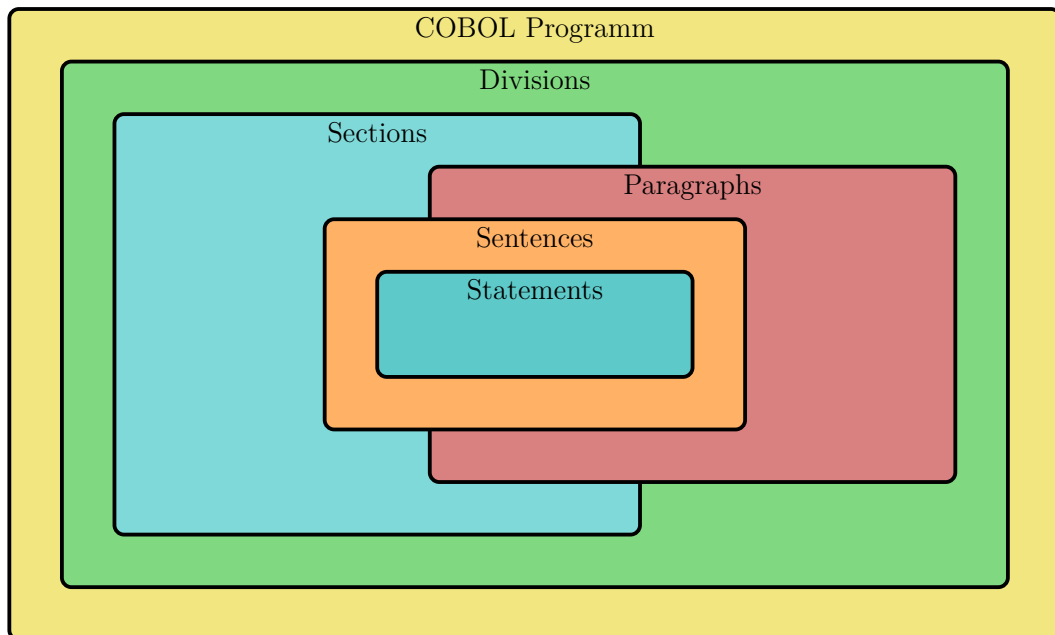 COBOL Programm
Divisions
Sections
Paragraphs
Sentences
Statements